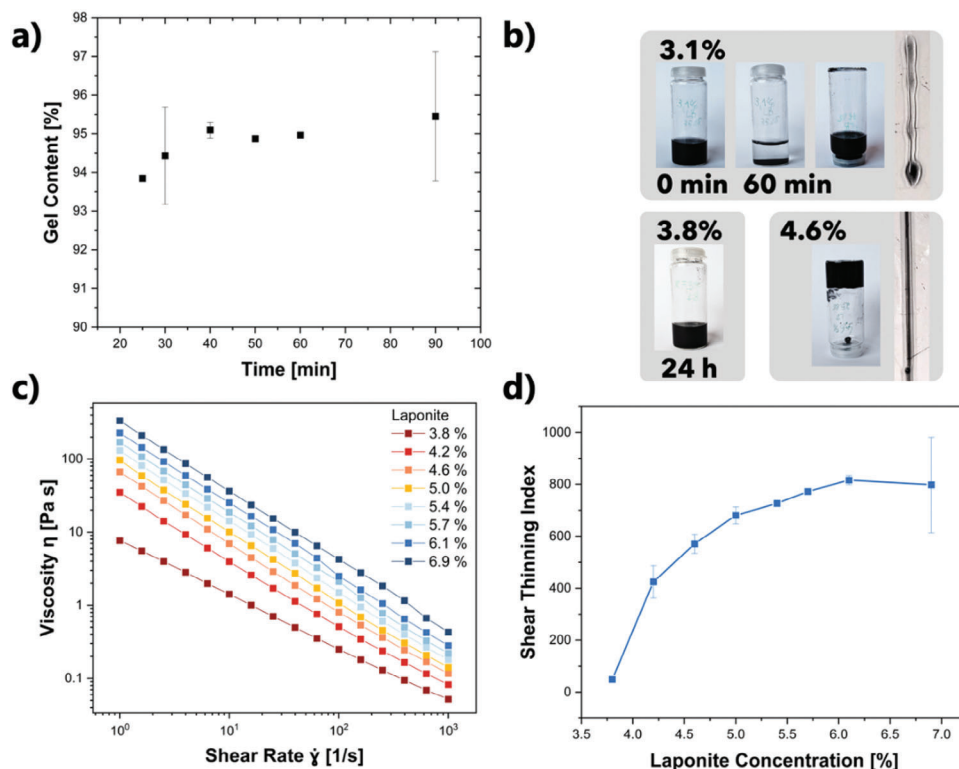 a)
98
97
96
95
94
93
92
91
90
Gel Content [%]
20 30 40 50 60 70 80 90 100
Time [min]
b)
3.1%
0 min 60 min
3.8%
24 h
4.6%
c)
100
10
1
0.1
Viscosity η [Pa s]
Laponite
3.8 %
4.2 %
4.6 %
5.0 %
5.4 %
5.7 %
6.1 %
6.9 %
10⁰ 10¹ 10² 10³
Shear Rate γ̇ [1/s]
d)
1000
800
600
400
200
0
Shear Thinning Index
3.5 4.0 4.5 5.0 5.5 6.0 6.5 7.0
Laponite Concentration [%]